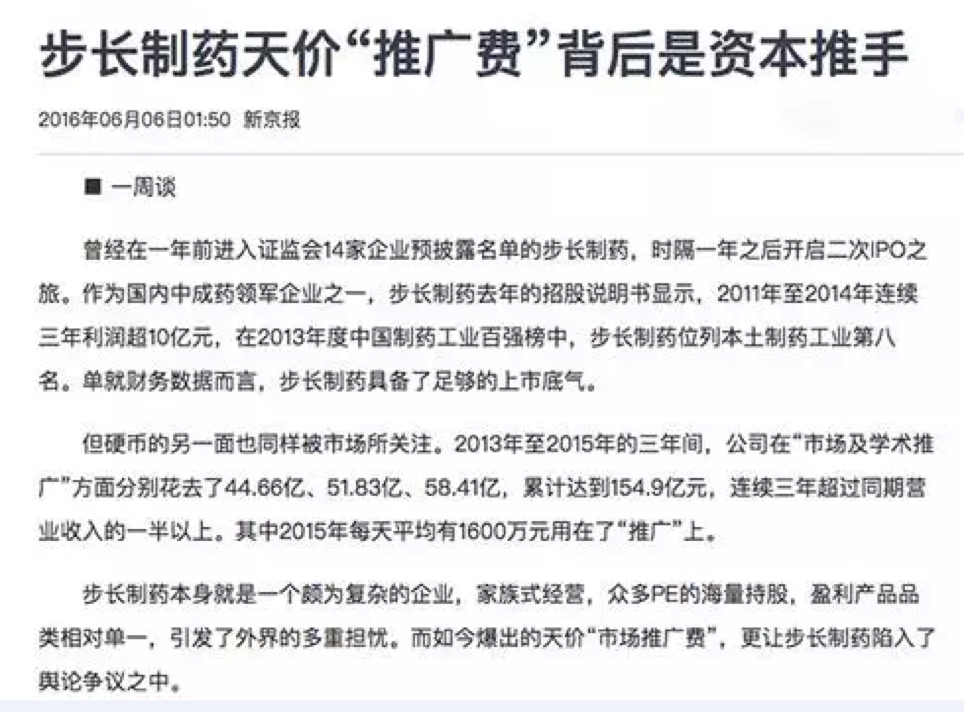 步长制药天价“推广费”背后是资本推手
2016年06月06日01:50 新京报
■ 一周谈
曾经在一年前进入证监会14家企业预披露名单的步长制药，时隔一年之后开启二次IPO之
旅。作为国内中成药领军企业之一，步长制药去年的招股说明书显示，2011年至2014年连续
三年利润超10亿元，在2013年度中国制药工业百强榜中，步长制药位列本土制药工业第八
名。单就财务数据而言，步长制药具备了足够的上市底气。
但硬币的另一面也同样被市场所关注。2013年至2015年的三年间，公司在“市场及学术推
广”方面分别花去了44.66亿、51.83亿、58.41亿，累计达到154.9亿元，连续三年超过同期营
业收入的一半以上。其中2015年每天平均有1600万元用在了“推广”上。
步长制药本身就是一个颇为复杂的企业，家族式经营，众多PE的海量持股，盈利产品品
类相对单一，引发了外界的多重担忧。而如今爆出的天价“市场推广费”，更让步长制药陷入了
舆论争议之中。